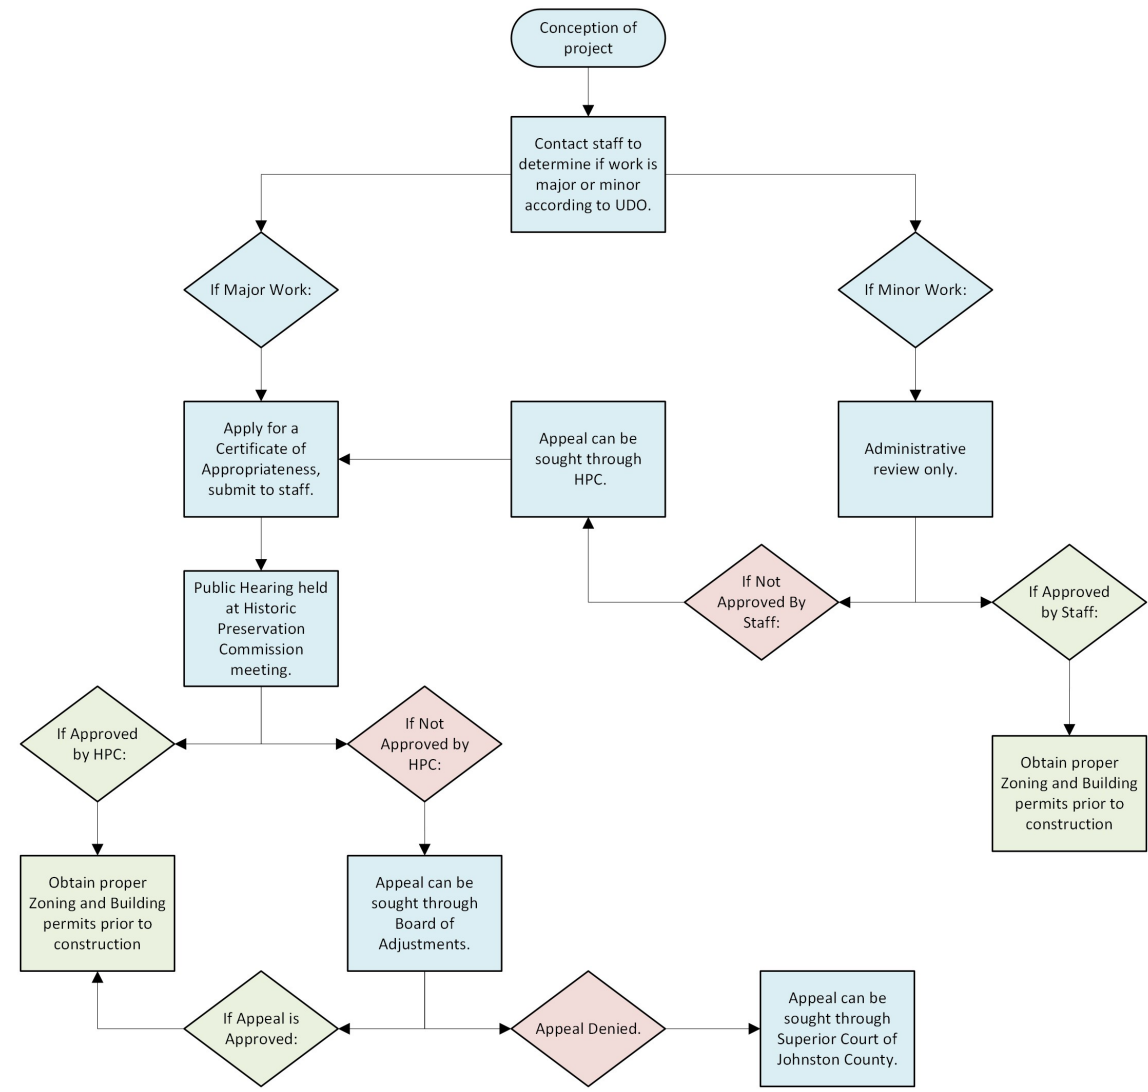 Conception of
project
Contact staff to
determine if work is
major or minor
according to UDO.
If Major Work:
If Minor Work:
Apply for a
Certificate of
Appropriateness,
submit to staff.
Appeal can be
sought through
HPC.
Administrative
review only.
If Not
Approved By
Staff:
If Approved
by Staff:
Public Hearing held
at Historic
Preservation
Commission
meeting.
If Approved
by HPC:
If Not
Approved by
HPC:
Obtain proper
Zoning and Building
permits prior to
construction
Obtain proper
Zoning and Building
permits prior to
construction
Appeal can be
sought through
Board of
Adjustments.
If Appeal is
Approved:
Appeal Denied.
Appeal can be
sought through
Superior Court of
Johnston County.